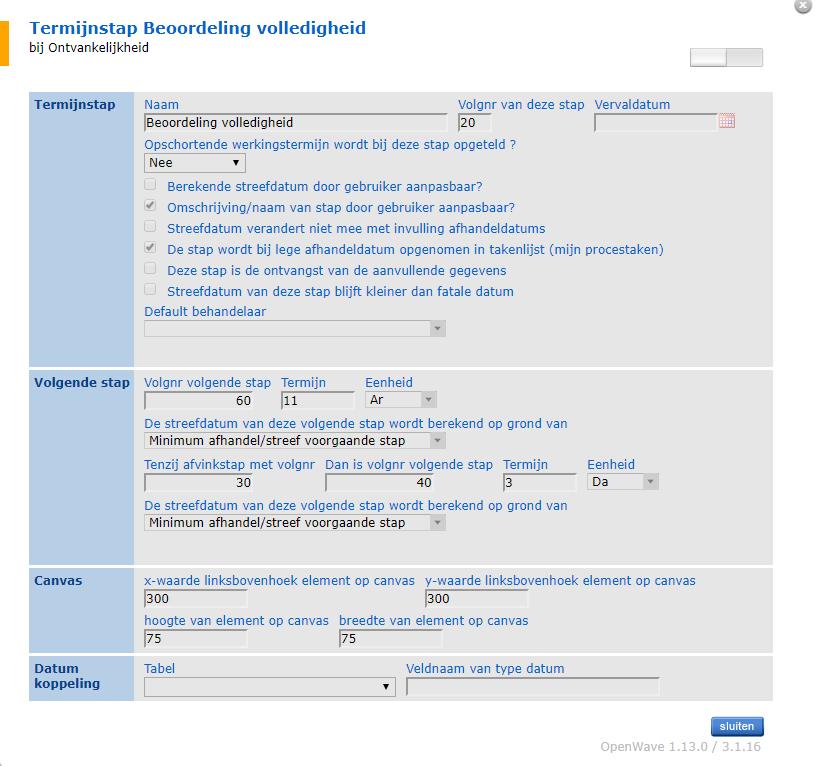 Termijnstap Beoordeling volledigheid
bij Ontvankelijkheid
Termijnstap
Naam Volgnr van deze stap Vervaldatum
Beoordeling volledigheid 20
Opschortende werkingstermijn wordt bij deze stap opgeteld ?
Nee
Berekende streefdatum door gebruiker aanpasbaar?
Omschrijving/naam van stap door gebruiker aanpasbaar?
Streefdatum verandert niet mee met invulling afhandeldatums
De stap wordt bij lege afhandeldatum opgenomen in takenlijst (mijn procestaken)
Deze stap is de ontvangst van de aanvullende gegevens
Streefdatum van deze stap blijft kleiner dan fatale datum
Default behandelaar
Volgende stap
Volgnr volgende stap Termijn Eenheid
60 11 Ar
De streefdatum van deze volgende stap wordt berekend op grond van
Minimum afhandel/streef voorgaande stap
Tenzij afvinkstap met volgnr Dan is volgnr volgende stap Termijn Eenheid
30 40 3 Da
De streefdatum van deze volgende stap wordt berekend op grond van
Minimum afhandel/streef voorgaande stap
Canvas
x-waarde linksbovenhoek element op canvas y-waarde linksbovenhoek element op canvas
300 300
hoogte van element op canvas breedte van element op canvas
75 75
Datum koppeling
Tabel Veldnaam van type datum
sluiten
OpenWave 1.13.0 / 3.1.16